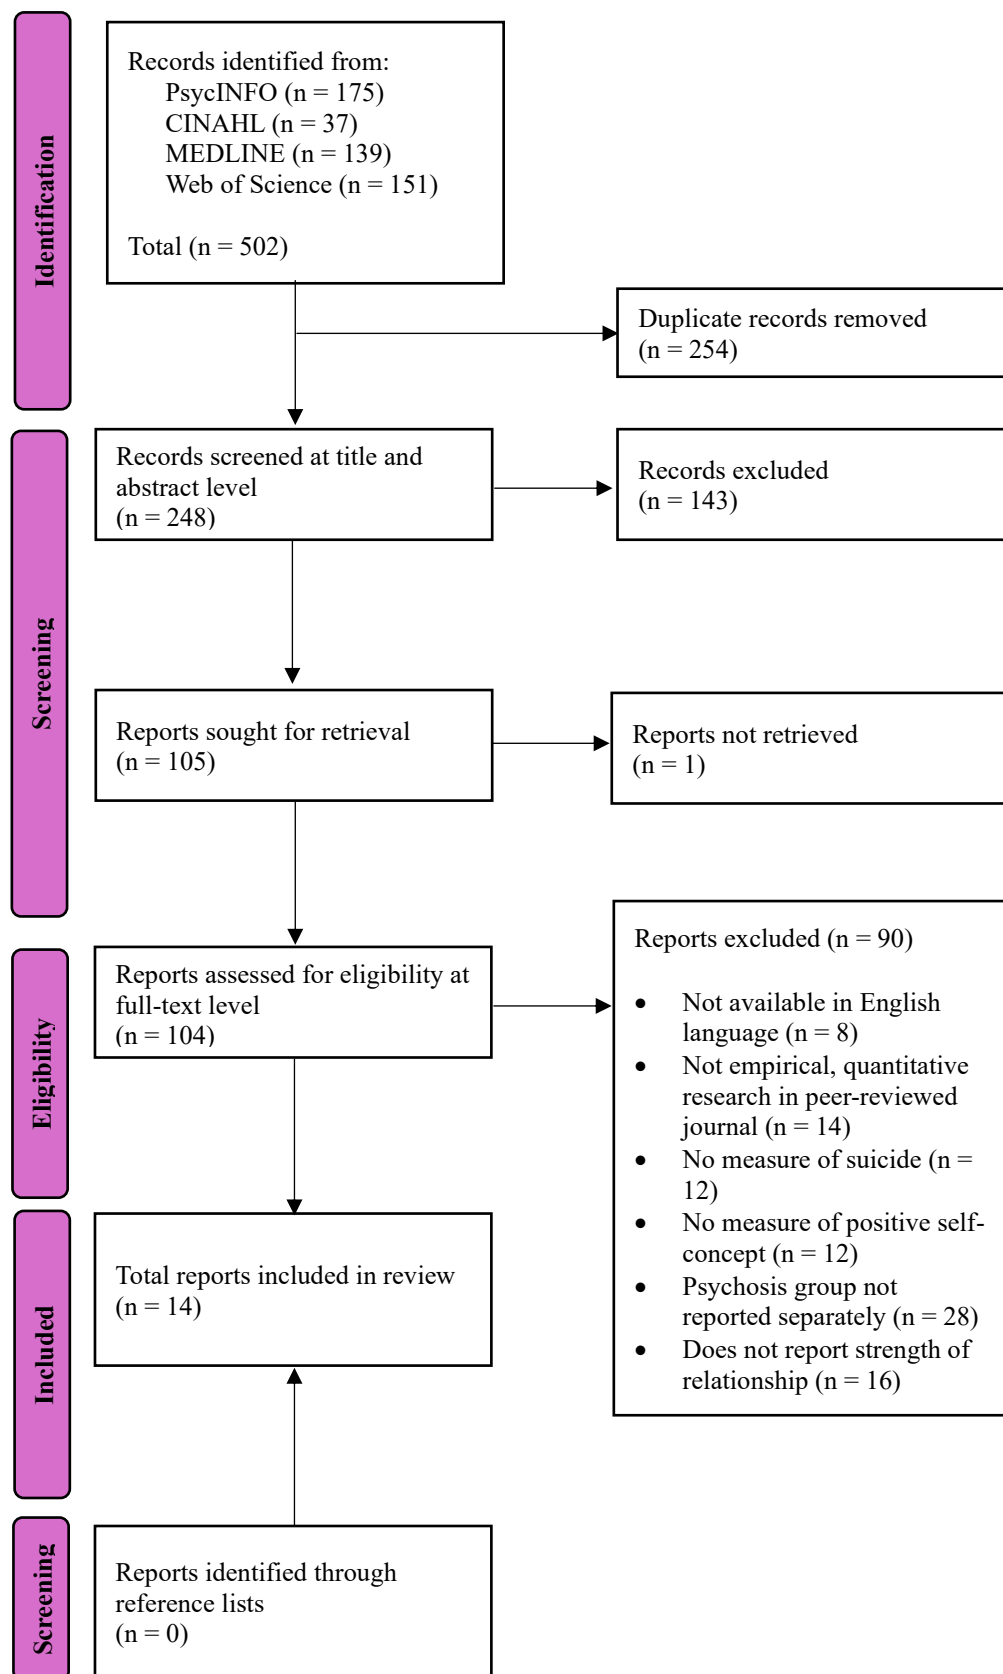 Identification
Records identified from:
PsycINFO (n = 175)
CINAHL (n = 37)
MEDLINE (n = 139)
Web of Science (n = 151)
Total (n = 502)
Duplicate records removed
(n = 254)
Screening
Records screened at title and
abstract level
(n = 248)
Records excluded
(n = 143)
Reports sought for retrieval
(n = 105)
Reports not retrieved
(n = 1)
Eligibility
Reports assessed for eligibility at
full-text level
(n = 104)
Reports excluded (n = 90)
• Not available in English
language (n = 8)
• Not empirical, quantitative
research in peer-reviewed
journal (n = 14)
• No measure of suicide (n =
12)
• No measure of positive self-
concept (n = 12)
• Psychosis group not
reported separately (n = 28)
• Does not report strength of
relationship (n = 16)
Included
Total reports included in review
(n = 14)
Screening
Reports identified through
reference lists
(n = 0)